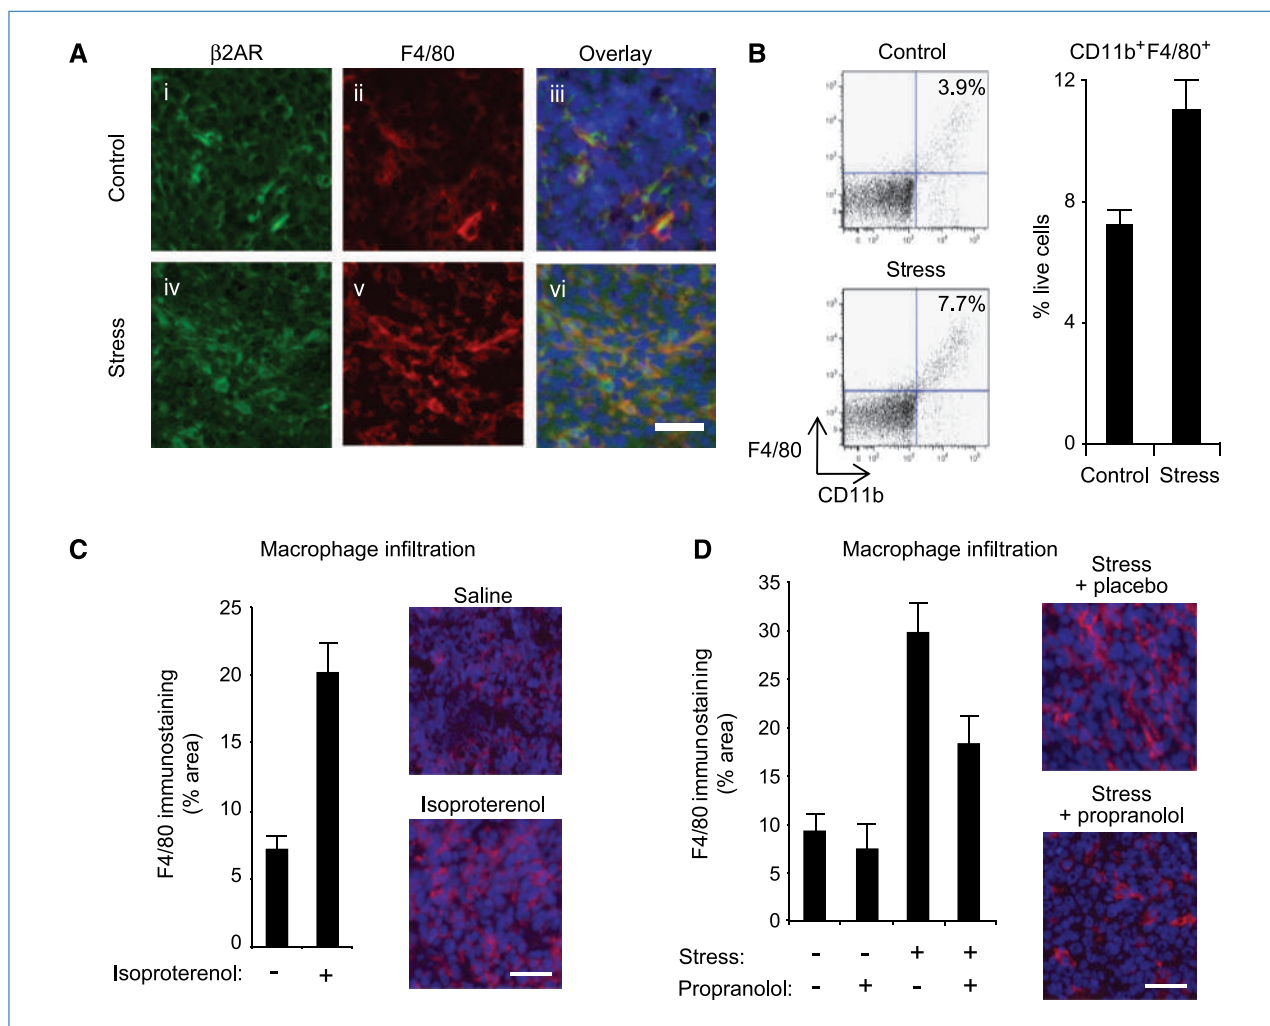 A
β2AR F4/80 Overlay
Control
i ii iii
Stress
iv v vi
B
Control
3.9%
Stress
7.7%
F4/80
CD11b
CD11b+F4/80+
% live cells
12
8
4
0
Control Stress
C
Macrophage infiltration
F4/80 immunostaining
(% area)
25
20
15
10
5
0
Isoproterenol: - +
Saline
Isoproterenol
D
Macrophage infiltration
F4/80 immunostaining
(% area)
35
30
25
20
15
10
5
0
Stress: - - + +
Propranolol: - + - +
Stress
+ placebo
Stress
+ propranolol